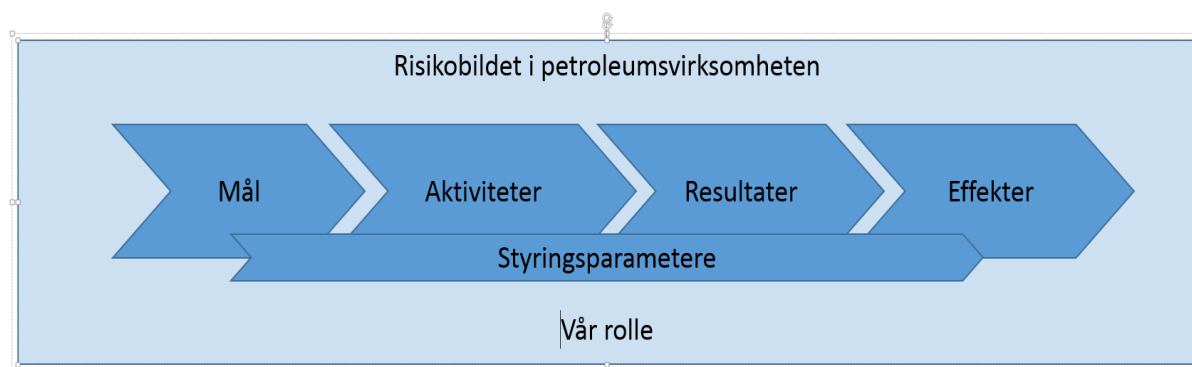 Risikobildet i petroleumsvirksomheten
Mål
Aktiviteter
Resultater
Effekter
Styringsparametere
Vår rolle